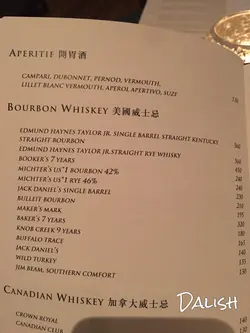 APERITIF 開胃酒
CAMPARI, DUBONNET, PERNOD, VERMOUTH,
LILLET BLANC VERMOUTH, APEROL APERTIVO, SUZE
130
BOURBON WHISKEY 美國威士忌
EDMUND HAYNES TAYLOR JR. SINGLE BARREL STRAIGHT KENTUCKY
STRAIGHT BOURBON
EDMUND HAYNES TAYLOR JR.STRAIGHT RYE WHISKY
BOOKER'S 7 YEARS
MICHTER'S US*1 BOURBON 42%
MICHTER'S US*1 RYE 46%
JACK DANIEL'S SINGLE BARREL
BULLEIT BOURBON
MAKER'S MARK
BAKER'S 7 YEARS
KNOB CREEK 9 YEARS
BUFFALO TRACE
JACK DANIEL'S
WILD TURKEY
JIM BEAM, SOUTHERN COMFORT
130
CANADIAN WHISKEY 加拿大威士忌
CROWN ROYAL 140
CANADIAN CLUB
DALISH